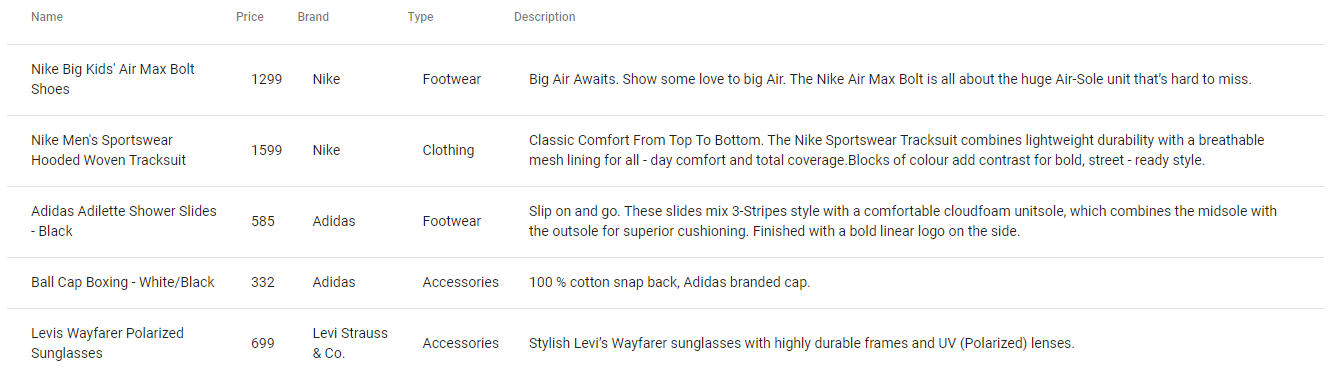 Name Price Brand Type Description
Nike Big Kids' Air Max Bolt
Shoes
1299 Nike Footwear Big Air Awaits. Show some love to big Air. The Nike Air Max Bolt is all about the huge Air-Sole unit that's hard to miss.
Nike Men's Sportswear
Hooded Woven Tracksuit
1599 Nike Clothing
Classic Comfort From Top To Bottom. The Nike Sportswear Tracksuit combines lightweight durability with a breathable
mesh lining for all - day comfort and total coverage.Blocks of colour add contrast for bold, street - ready style.
Adidas Adilette Shower Slides
- Black
585 Adidas Footwear
Slip on and go. These slides mix 3-Stripes style with a comfortable cloudfoam unitsole, which combines the midsole with
the outsole for superior cushioning. Finished with a bold linear logo on the side.
Ball Cap Boxing - White/Black 332 Adidas Accessories 100 % cotton snap back, Adidas branded cap.
Levis Wayfarer Polarized
Sunglasses
699
Levi Strauss
& Co.
Accessories Stylish Levi’s Wayfarer sunglasses with highly durable frames and UV (Polarized) lenses.